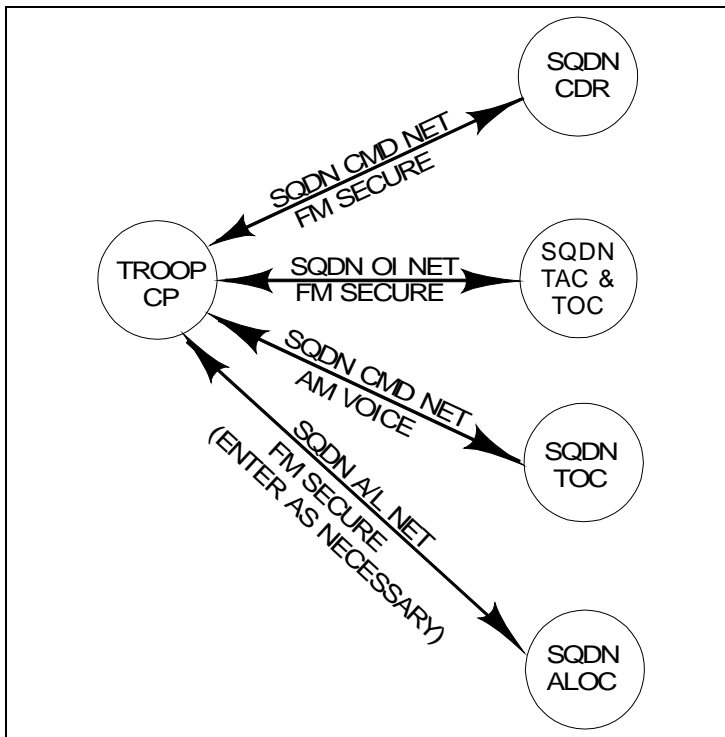 SQDN
CDR
SQDN CMD NET
FM SECURE
TROOP
CP
SQDN OI NET
FM SECURE
SQDN
TAC &
TOC
SQDN CMD NET
AM VOICE
SQDN
TOC
SQDN A/L NET
FM SECURE
(ENTER AS NECESSARY)
SQDN
ALOC